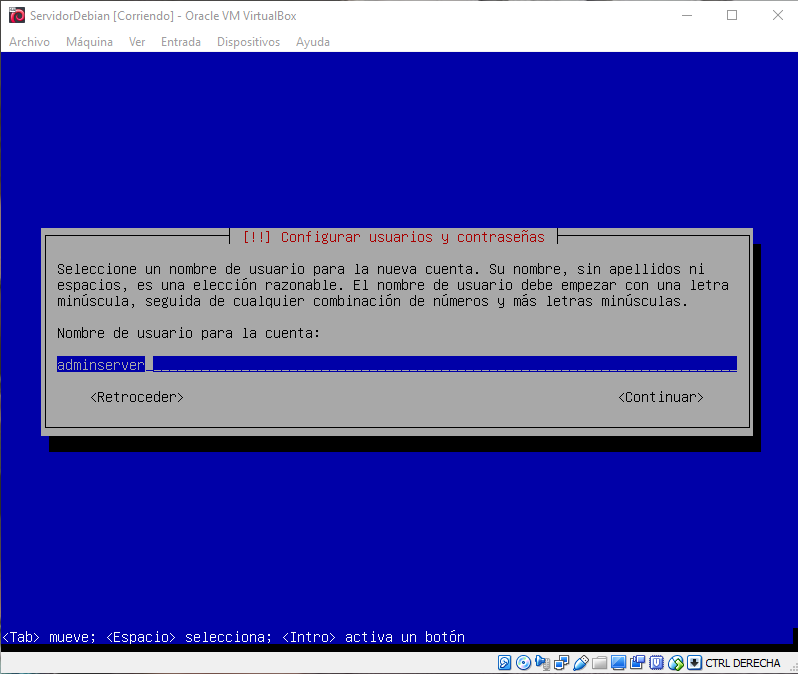 ServidorDebian [Corriendo] - Oracle VM VirtualBox
Archivo Máquina Ver Entrada Dispositivos Ayuda
[!!] Configurar usuarios y contraseñas
Seleccione un nombre de usuario para la nueva cuenta. Su nombre, sin apellidos ni
espacios, es una elección razonable. El nombre de usuario debe empezar con una letra
minúscula, seguida de cualquier combinación de números y más letras minúsculas.
Nombre de usuario para la cuenta:
adminserver
<Retroceder> <Continuar>
<Tab> mueve; <Espacio> selecciona; <Intro> activa un botón
CTRL DERECHA